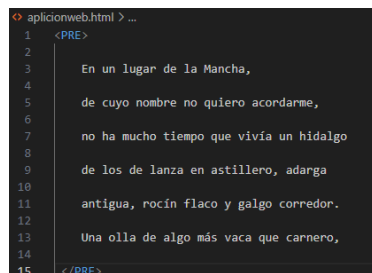 aplicionweb.html > ...
1 <PRE>
2
3 En un lugar de la Mancha,
4
5 de cuyo nombre no quiero acordarme,
6
7 no ha mucho tiempo que vivía un hidalgo
8
9 de los de lanza en astillero, adarga
10
11 antigua, rocín flaco y galgo corredor.
12
13 Una olla de algo más vaca que carnero,
14
15 </PRE>